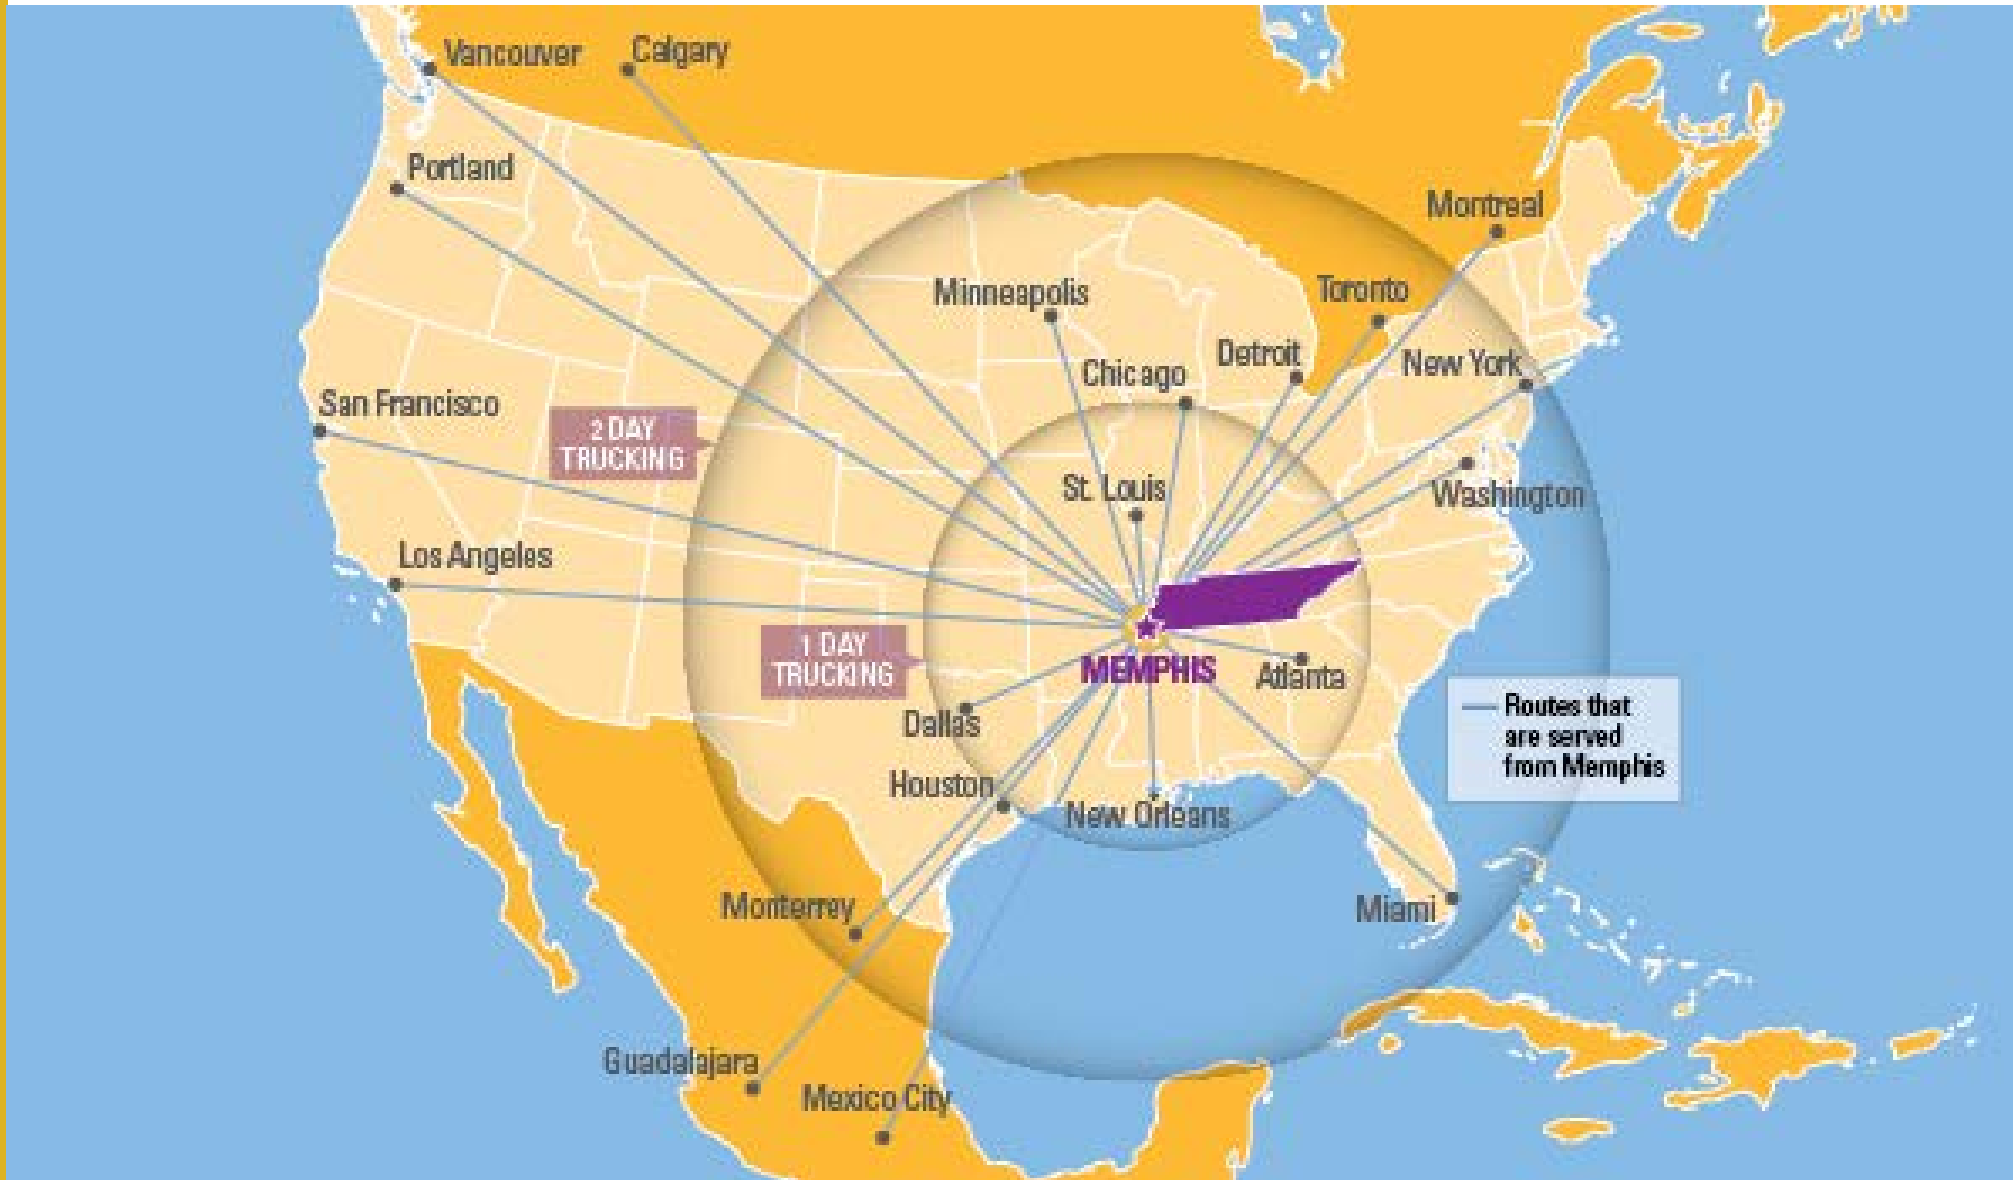 Vancouver
Calgary
Portland
Montreal
Minneapolis
Toronto
Detroit
New York
Chicago
San Francisco
2 DAY
TRUCKING
St. Louis
Washington
Los Angeles
1 DAY
TRUCKING
MEMPHIS
Atlanta
Dallas
Routes that
are served
from Memphis
Houston
New Orleans
Monterrey
Miami
Guadalajara
Mexico City